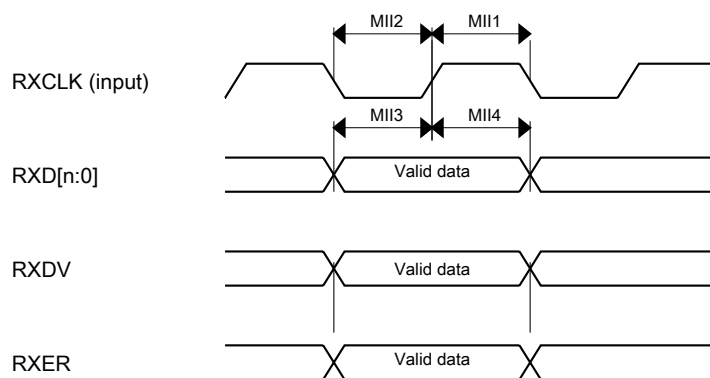 MII2 MII1
RXCLK (input)
MII3 MII4
RXD[n:0] Valid data
RXDV Valid data
RXER Valid data